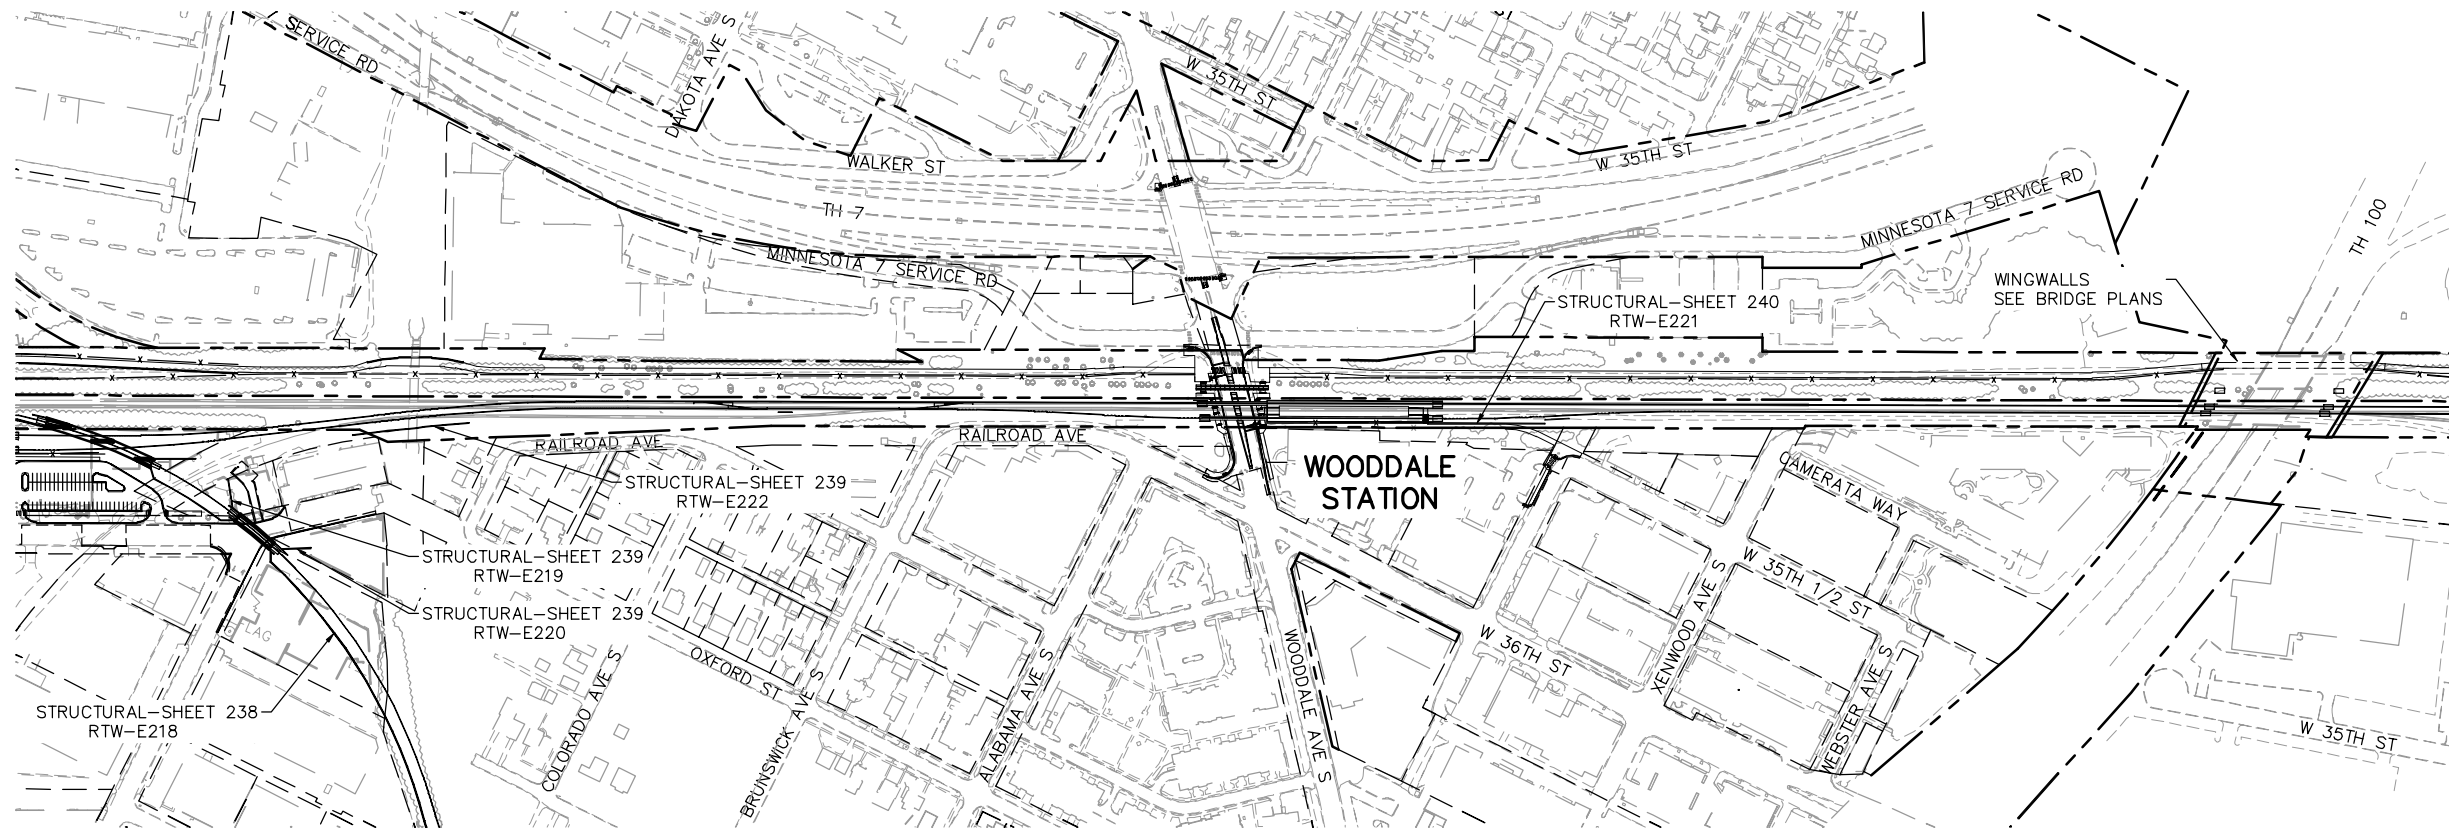 SERVICE RD
DAKOTA AVE S
W 35TH ST
WALKER ST
W 35TH ST
TH 7
MINNESOTA 7 SERVICE RD
MINNESOTA 7 SERVICE RD
TH 100
WINGWALLS
SEE BRIDGE PLANS
STRUCTURAL-SHEET 240
RTW-E221
RAILROAD AVE
RAILROAD AVE
WOODDALE
STATION
CAMERATA WAY
STRUCTURAL-SHEET 239
RTW-E222
STRUCTURAL-SHEET 239
RTW-E219
STRUCTURAL-SHEET 239
RTW-E220
LAG
W 35TH 1/2 ST
XENWOOD AVE S
W 36TH ST
WEBSTER AVE S
OXFORD ST
COLORADO AVE S
BRUNSWICK AVE S
ALABAMA AVE S
WOODDALE AVE S
STRUCTURAL-SHEET 238
RTW-E218
W 35TH ST